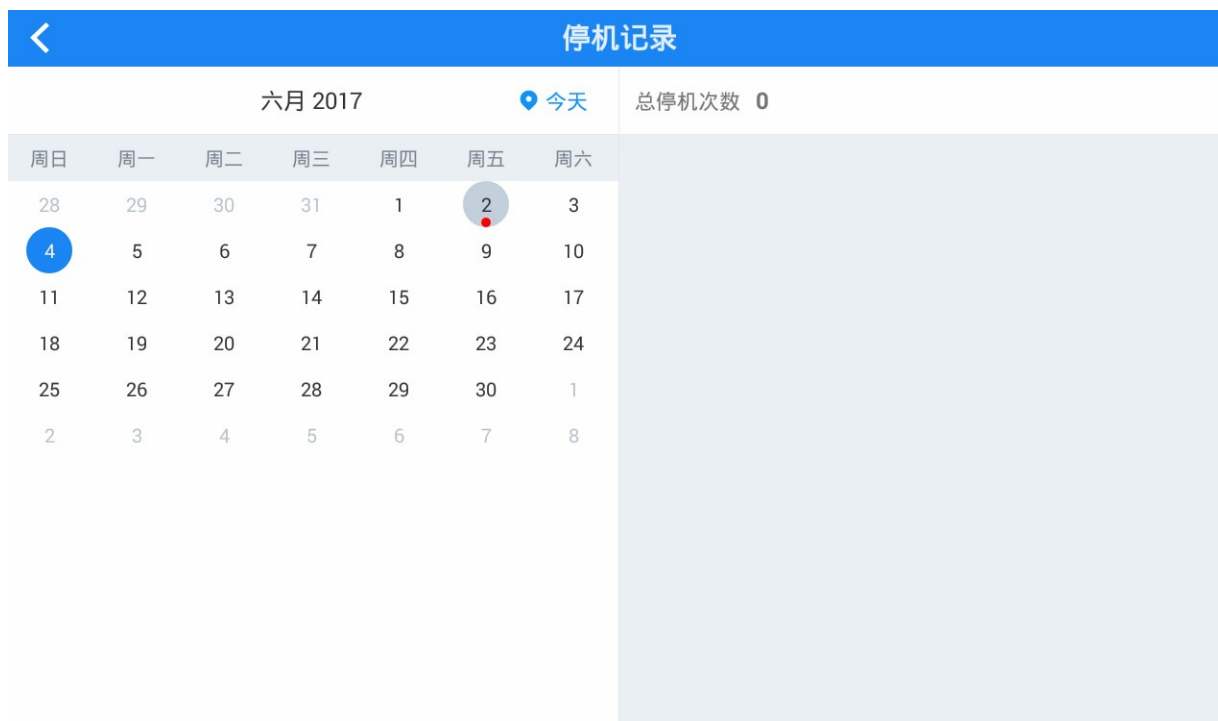 停机记录
六月 2017 今天
总停机次数 0
周日 周一 周二 周三 周四 周五 周六
28 29 30 31 1 2 3
4 5 6 7 8 9 10
11 12 13 14 15 16 17
18 19 20 21 22 23 24
25 26 27 28 29 30 1
2 3 4 5 6 7 8